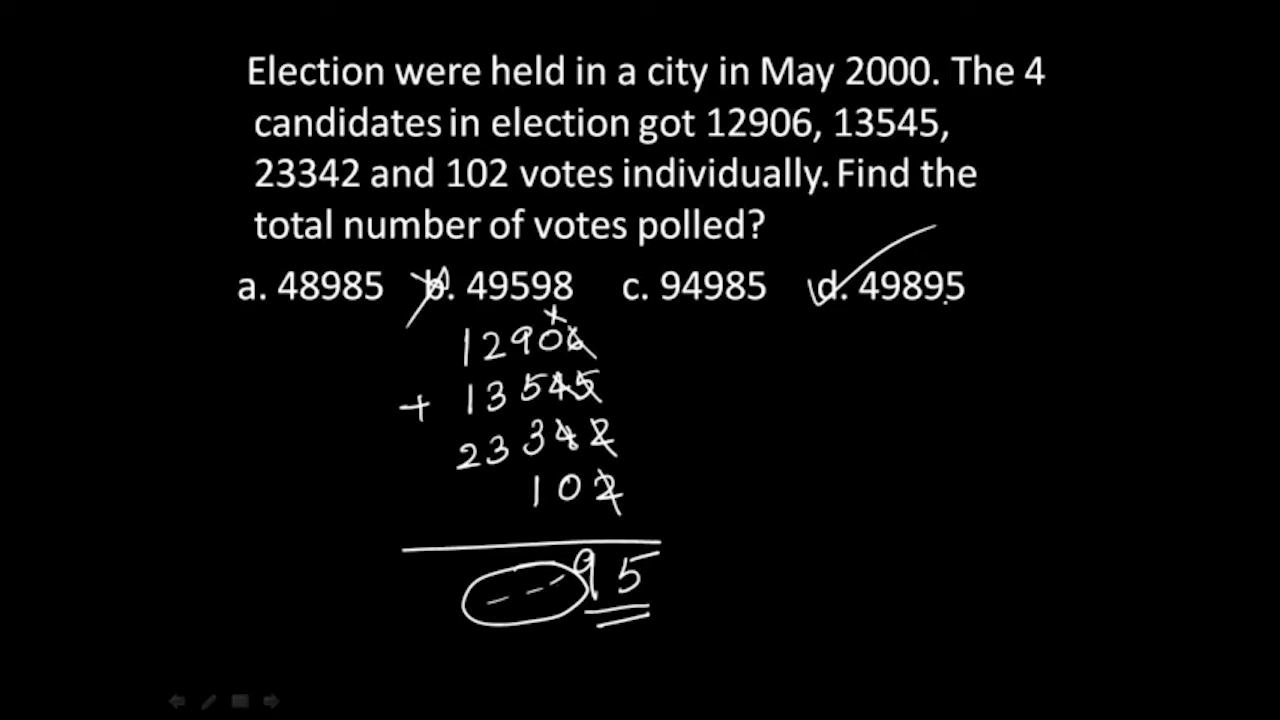 Election were held in a city in May 2000. The 4
candidates in election got 12906, 13545,
23342 and 102 votes individually. Find the
total number of votes polled?
a. 48985 b. 49598 c. 94985 d. 49895
12906
+ 13545
23342
102
95